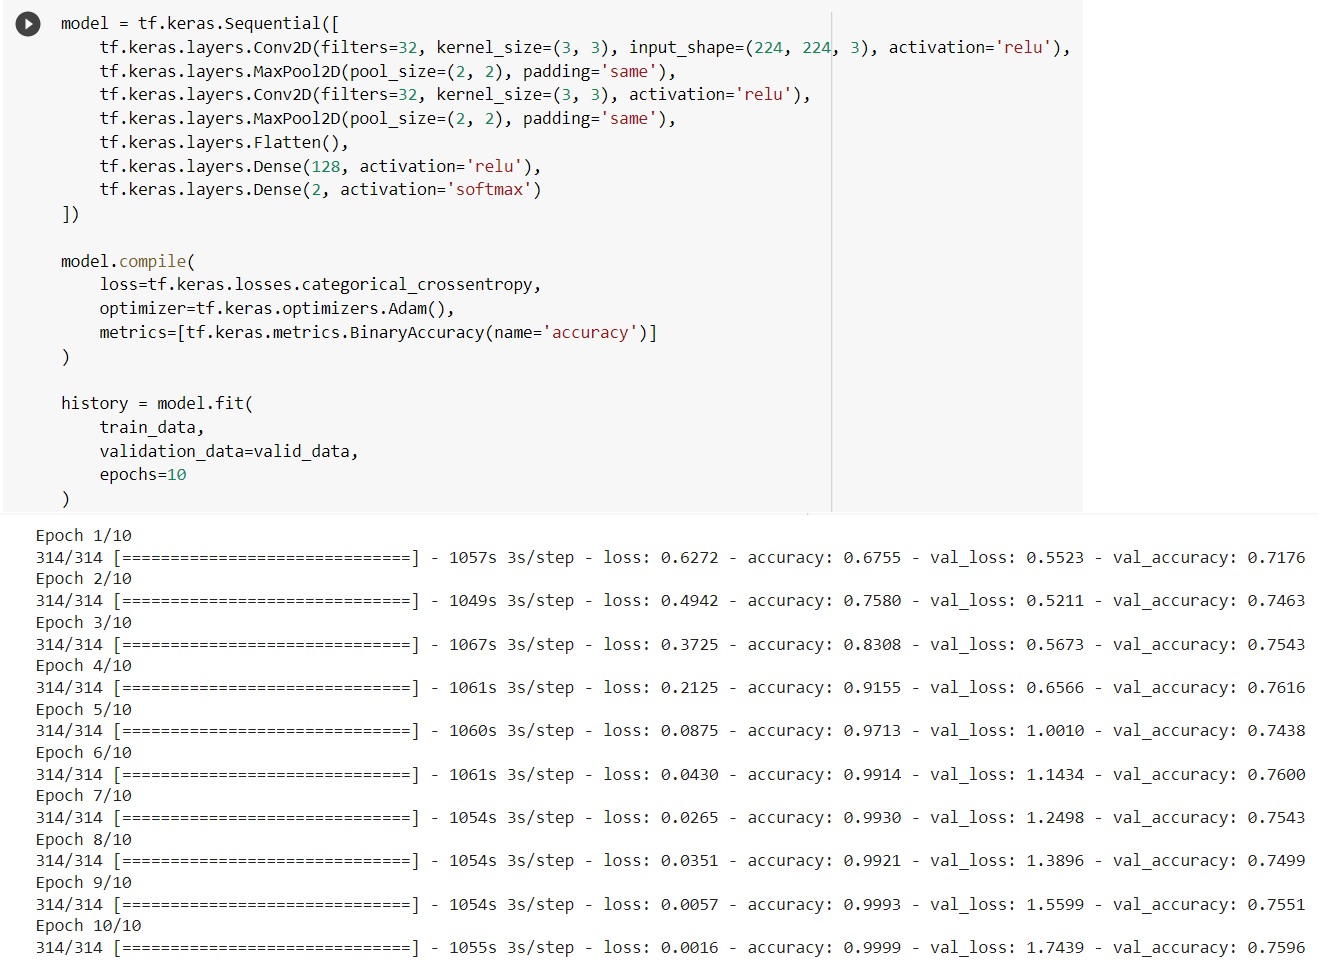 model = tf.keras.Sequential([
    tf.keras.layers.Conv2D(filters=32, kernel_size=(3, 3), input_shape=(224, 224, 3), activation='relu'),
    tf.keras.layers.MaxPool2D(pool_size=(2, 2), padding='same'),
    tf.keras.layers.Conv2D(filters=32, kernel_size=(3, 3), activation='relu'),
    tf.keras.layers.MaxPool2D(pool_size=(2, 2), padding='same'),
    tf.keras.layers.Flatten(),
    tf.keras.layers.Dense(128, activation='relu'),
    tf.keras.layers.Dense(2, activation='softmax')
])

model.compile(
    loss=tf.keras.losses.categorical_crossentropy,
    optimizer=tf.keras.optimizers.Adam(),
    metrics=[tf.keras.metrics.BinaryAccuracy(name='accuracy')]
)

history = model.fit(
    train_data,
    validation_data=valid_data,
    epochs=10
)
Epoch 1/10
314/314 [==============================] - 1057s 3s/step - loss: 0.6272 - accuracy: 0.6755 - val_loss: 0.5523 - val_accuracy: 0.7176
Epoch 2/10
314/314 [==============================] - 1049s 3s/step - loss: 0.4942 - accuracy: 0.7580 - val_loss: 0.5211 - val_accuracy: 0.7463
Epoch 3/10
314/314 [==============================] - 1067s 3s/step - loss: 0.3725 - accuracy: 0.8308 - val_loss: 0.5673 - val_accuracy: 0.7543
Epoch 4/10
314/314 [==============================] - 1061s 3s/step - loss: 0.2125 - accuracy: 0.9155 - val_loss: 0.6566 - val_accuracy: 0.7616
Epoch 5/10
314/314 [==============================] - 1060s 3s/step - loss: 0.0875 - accuracy: 0.9713 - val_loss: 1.0010 - val_accuracy: 0.7438
Epoch 6/10
314/314 [==============================] - 1061s 3s/step - loss: 0.0430 - accuracy: 0.9914 - val_loss: 1.1434 - val_accuracy: 0.7600
Epoch 7/10
314/314 [==============================] - 1054s 3s/step - loss: 0.0265 - accuracy: 0.9930 - val_loss: 1.2498 - val_accuracy: 0.7543
Epoch 8/10
314/314 [==============================] - 1054s 3s/step - loss: 0.0351 - accuracy: 0.9921 - val_loss: 1.3896 - val_accuracy: 0.7499
Epoch 9/10
314/314 [==============================] - 1054s 3s/step - loss: 0.0057 - accuracy: 0.9993 - val_loss: 1.5599 - val_accuracy: 0.7551
Epoch 10/10
314/314 [==============================] - 1055s 3s/step - loss: 0.0016 - accuracy: 0.9999 - val_loss: 1.7439 - val_accuracy: 0.7596